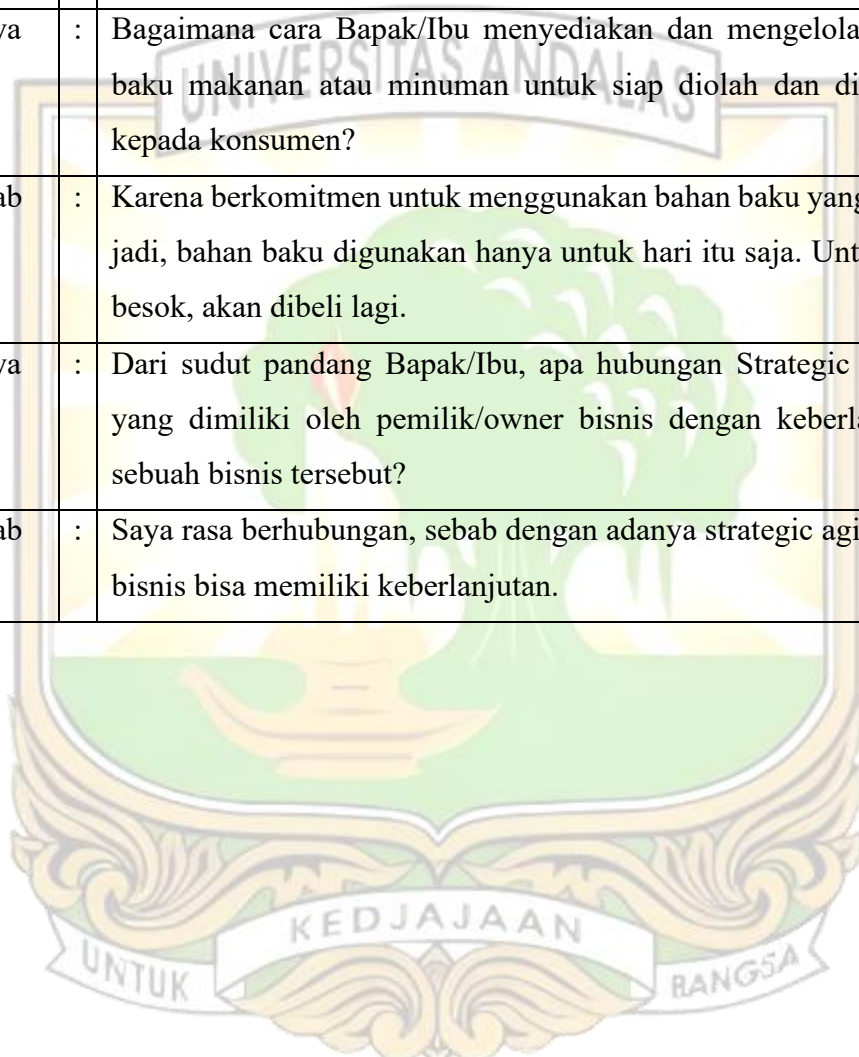 ya : Bagaimana cara Bapak/Ibu menyediakan dan mengelola
baku makanan atau minuman untuk siap diolah dan di
kepada konsumen?
ab : Karena berkomitmen untuk menggunakan bahan baku yang
jadi, bahan baku digunakan hanya untuk hari itu saja. Unt
besok, akan dibeli lagi.
ya : Dari sudut pandang Bapak/Ibu, apa hubungan Strategic
yang dimiliki oleh pemilik/owner bisnis dengan keberla
sebuah bisnis tersebut?
ab : Saya rasa berhubungan, sebab dengan adanya strategic agi
bisnis bisa memiliki keberlanjutan.
UNIVERSITAS ANDALAS
KEDJAJAAN
UNTUK BANGSA